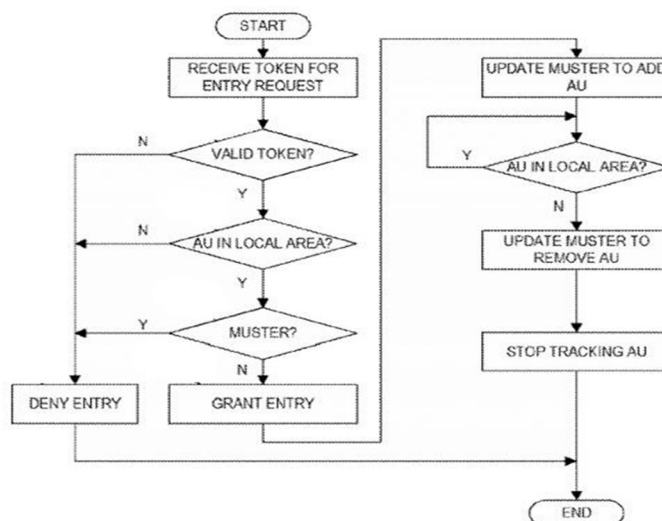 START
RECEIVE TOKEN FOR
ENTRY REQUEST
N
VALID TOKEN?
Y
N
AU IN LOCAL AREA?
Y
Y
MUSTER?
N
DENY ENTRY
GRANT ENTRY
UPDATE MUSTER TO ADD
AU
Y
AU IN LOCAL AREA?
N
UPDATE MUSTER TO
REMOVE AU
STOP TRACKING AU
END